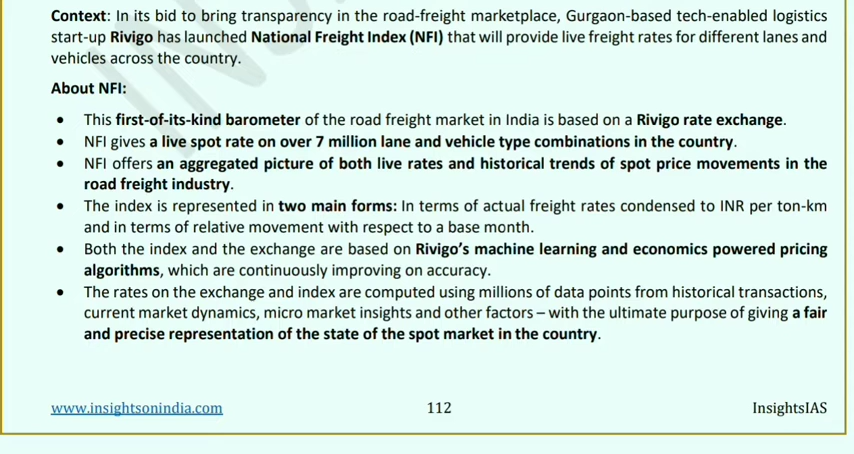 Context: In its bid to bring transparency in the road-freight marketplace, Gurgaon-based tech-enabled logistics
start-up Rivigo has launched National Freight Index (NFI) that will provide live freight rates for different lanes and
vehicles across the country.
About NFI:
• This first-of-its-kind barometer of the road freight market in India is based on a Rivigo rate exchange.
• NFI gives a live spot rate on over 7 million lane and vehicle type combinations in the country.
• NFI offers an aggregated picture of both live rates and historical trends of spot price movements in the
road freight industry.
• The index is represented in two main forms: In terms of actual freight rates condensed to INR per ton-km
and in terms of relative movement with respect to a base month.
• Both the index and the exchange are based on Rivigo’s machine learning and economics powered pricing
algorithms, which are continuously improving on accuracy.
• The rates on the exchange and index are computed using millions of data points from historical transactions,
current market dynamics, micro market insights and other factors – with the ultimate purpose of giving a fair
and precise representation of the state of the spot market in the country.
www.insightsonindia.com 112 InsightsIAS